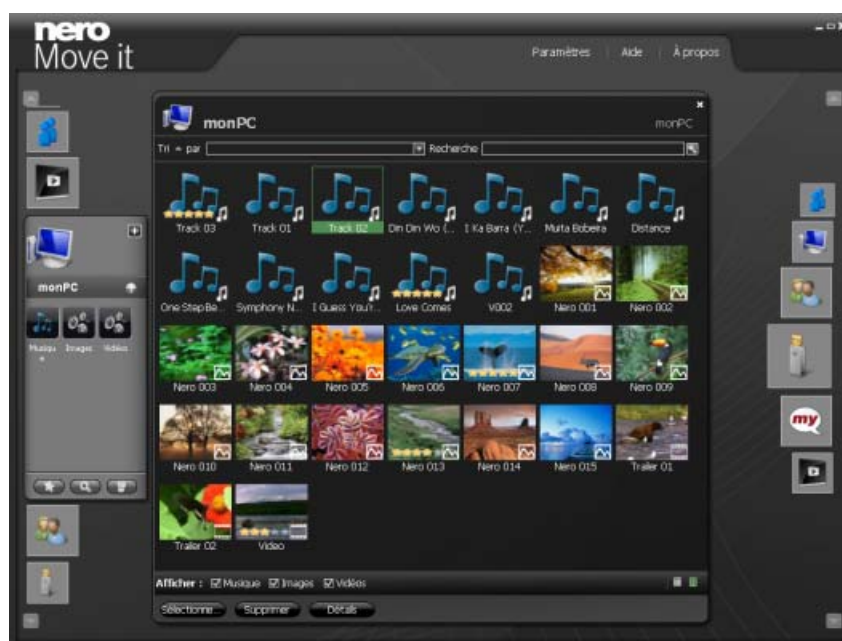 nero
Move it
Paramètres Aide À propos
monPC
monPC
Tri par
Recherche
Track 03 Track 01 Track 02 Din Din Wo (... I Ka Barra (Y... Muita Bobeira Distance
One Step Be... Symphony N... I Guess You'r... Love Comes V002 Nero 001 Nero 002
Nero 003 Nero 004 Nero 005 Nero 006 Nero 007 Nero 008 Nero 009
Nero 010 Nero 011 Nero 012 Nero 013 Nero 014 Nero 015 Trailer 01
Trailer 02 Video
monPC
Musiqu
e
Images Vidéos
my
Afficher : Musique Images Vidéos
Sélectionne Supprimer Détails